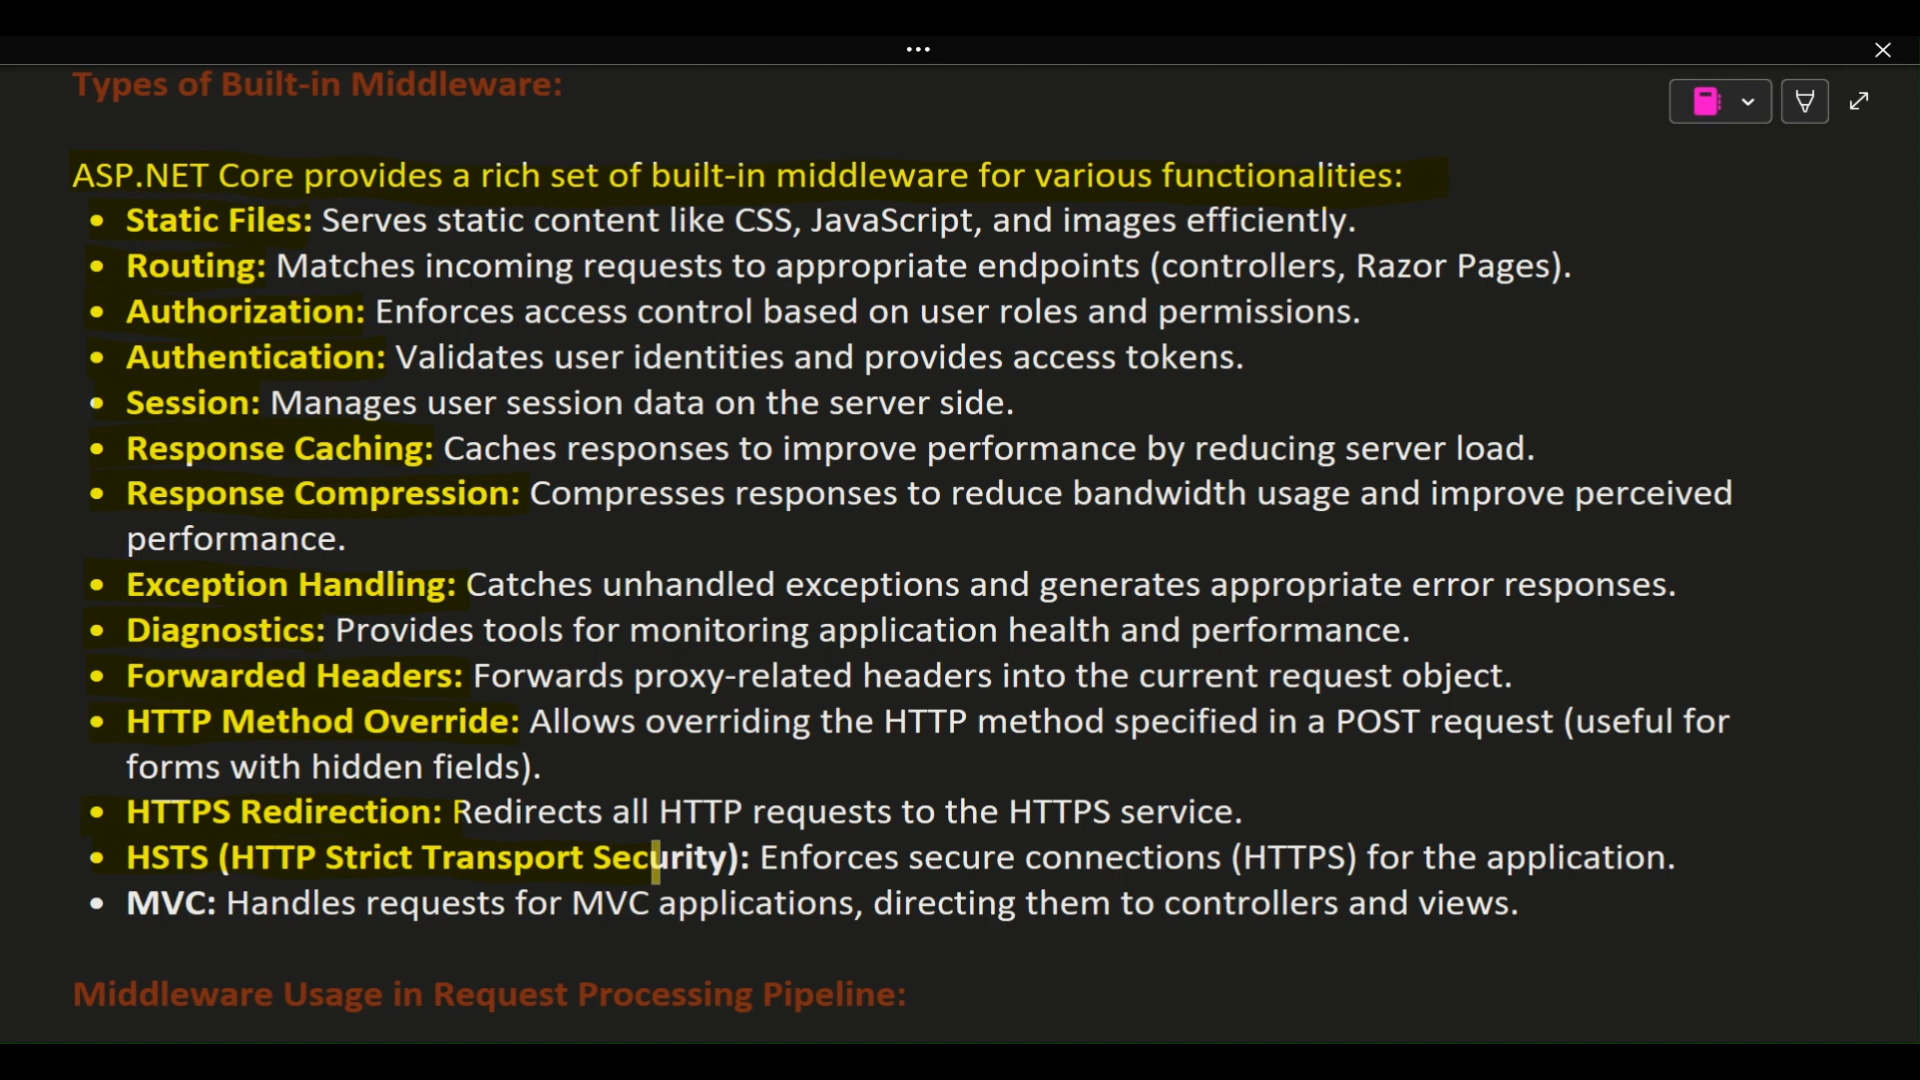 Types of Built-in Middleware:
ASP.NET Core provides a rich set of built-in middleware for various functionalities:
• Static Files: Serves static content like CSS, JavaScript, and images efficiently.
• Routing: Matches incoming requests to appropriate endpoints (controllers, Razor Pages).
• Authorization: Enforces access control based on user roles and permissions.
• Authentication: Validates user identities and provides access tokens.
• Session: Manages user session data on the server side.
• Response Caching: Caches responses to improve performance by reducing server load.
• Response Compression: Compresses responses to reduce bandwidth usage and improve perceived
performance.
• Exception Handling: Catches unhandled exceptions and generates appropriate error responses.
• Diagnostics: Provides tools for monitoring application health and performance.
• Forwarded Headers: Forwards proxy-related headers into the current request object.
• HTTP Method Override: Allows overriding the HTTP method specified in a POST request (useful for
forms with hidden fields).
• HTTPS Redirection: Redirects all HTTP requests to the HTTPS service.
• HSTS (HTTP Strict Transport Security): Enforces secure connections (HTTPS) for the application.
• MVC: Handles requests for MVC applications, directing them to controllers and views.
Middleware Usage in Request Processing Pipeline: